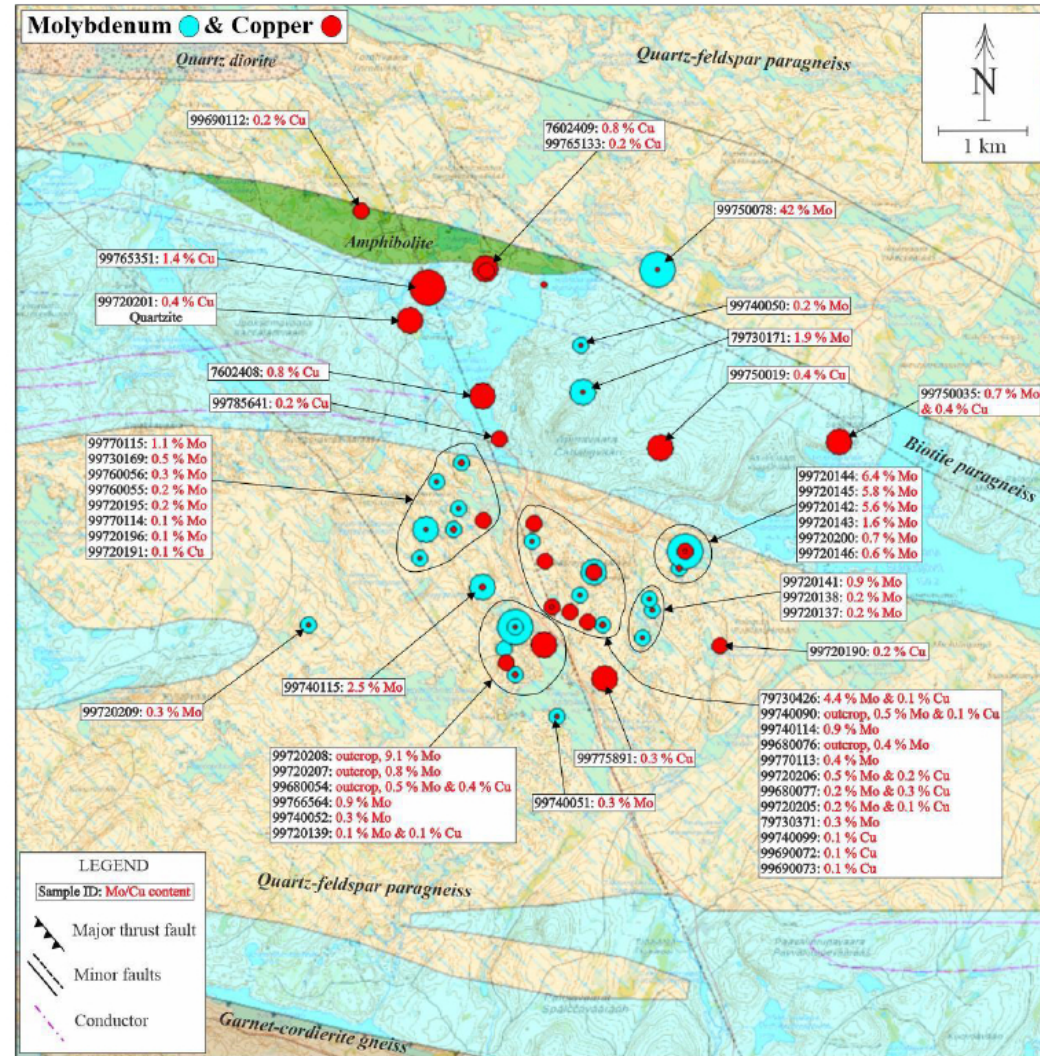 Molybdenum & Copper
Quartz diorite
Quartz-feldspar paragneiss
N
1 km
99690112: 0.2 % Cu
7602409: 0.8 % Cu
99765133: 0.2 % Cu
99750078: 42 % Mo
Amphibolite
99765351: 1.4 % Cu
99720201: 0.4 % Cu
Quartzite
99740050: 0.2 % Mo
79730171: 1.9 % Mo
7602408: 0.8 % Cu
99750019: 0.4 % Cu
99785641: 0.2 % Cu
99750035: 0.7 % Mo
& 0.4 % Cu
Biotite paragneiss
99770115: 1.1 % Mo
99730169: 0.5 % Mo
99760056: 0.3 % Mo
99760055: 0.2 % Mo
99720195: 0.2 % Mo
99770114: 0.1 % Mo
99720196: 0.1 % Mo
99720191: 0.1 % Cu
99720144: 6.4 % Mo
99720145: 5.8 % Mo
99720142: 5.6 % Mo
99720143: 1.6 % Mo
99720200: 0.7 % Mo
99720146: 0.6 % Mo
99720141: 0.9 % Mo
99720138: 0.2 % Mo
99720137: 0.2 % Mo
99720190: 0.2 % Cu
99740115: 2.5 % Mo
99720209: 0.3 % Mo
79730426: 4.4 % Mo & 0.1 % Cu
99740090: outcrop, 0.5 % Mo & 0.1 % Cu
99740114: 0.9 % Mo
99680076: outcrop, 0.4 % Mo
99770113: 0.4 % Mo
99720206: 0.5 % Mo & 0.2 % Cu
99680077: 0.2 % Mo & 0.3 % Cu
99720205: 0.2 % Mo & 0.1 % Cu
79730371: 0.3 % Mo
99740099: 0.1 % Cu
99690072: 0.1 % Cu
99690073: 0.1 % Cu
99720208: outcrop, 9.1 % Mo
99720207: outcrop, 0.8 % Mo
99680054: outcrop, 0.5 % Mo & 0.4 % Cu
99766564: 0.9 % Mo
99740052: 0.3 % Mo
99720139: 0.1 % Mo & 0.1 % Cu
99775891: 0.3 % Cu
99740051: 0.3 % Mo
LEGEND
Sample ID: Mo/Cu content
Major thrust fault
Minor faults
Conductor
Quartz-feldspar paragneiss
Garnet-cordierite gneiss